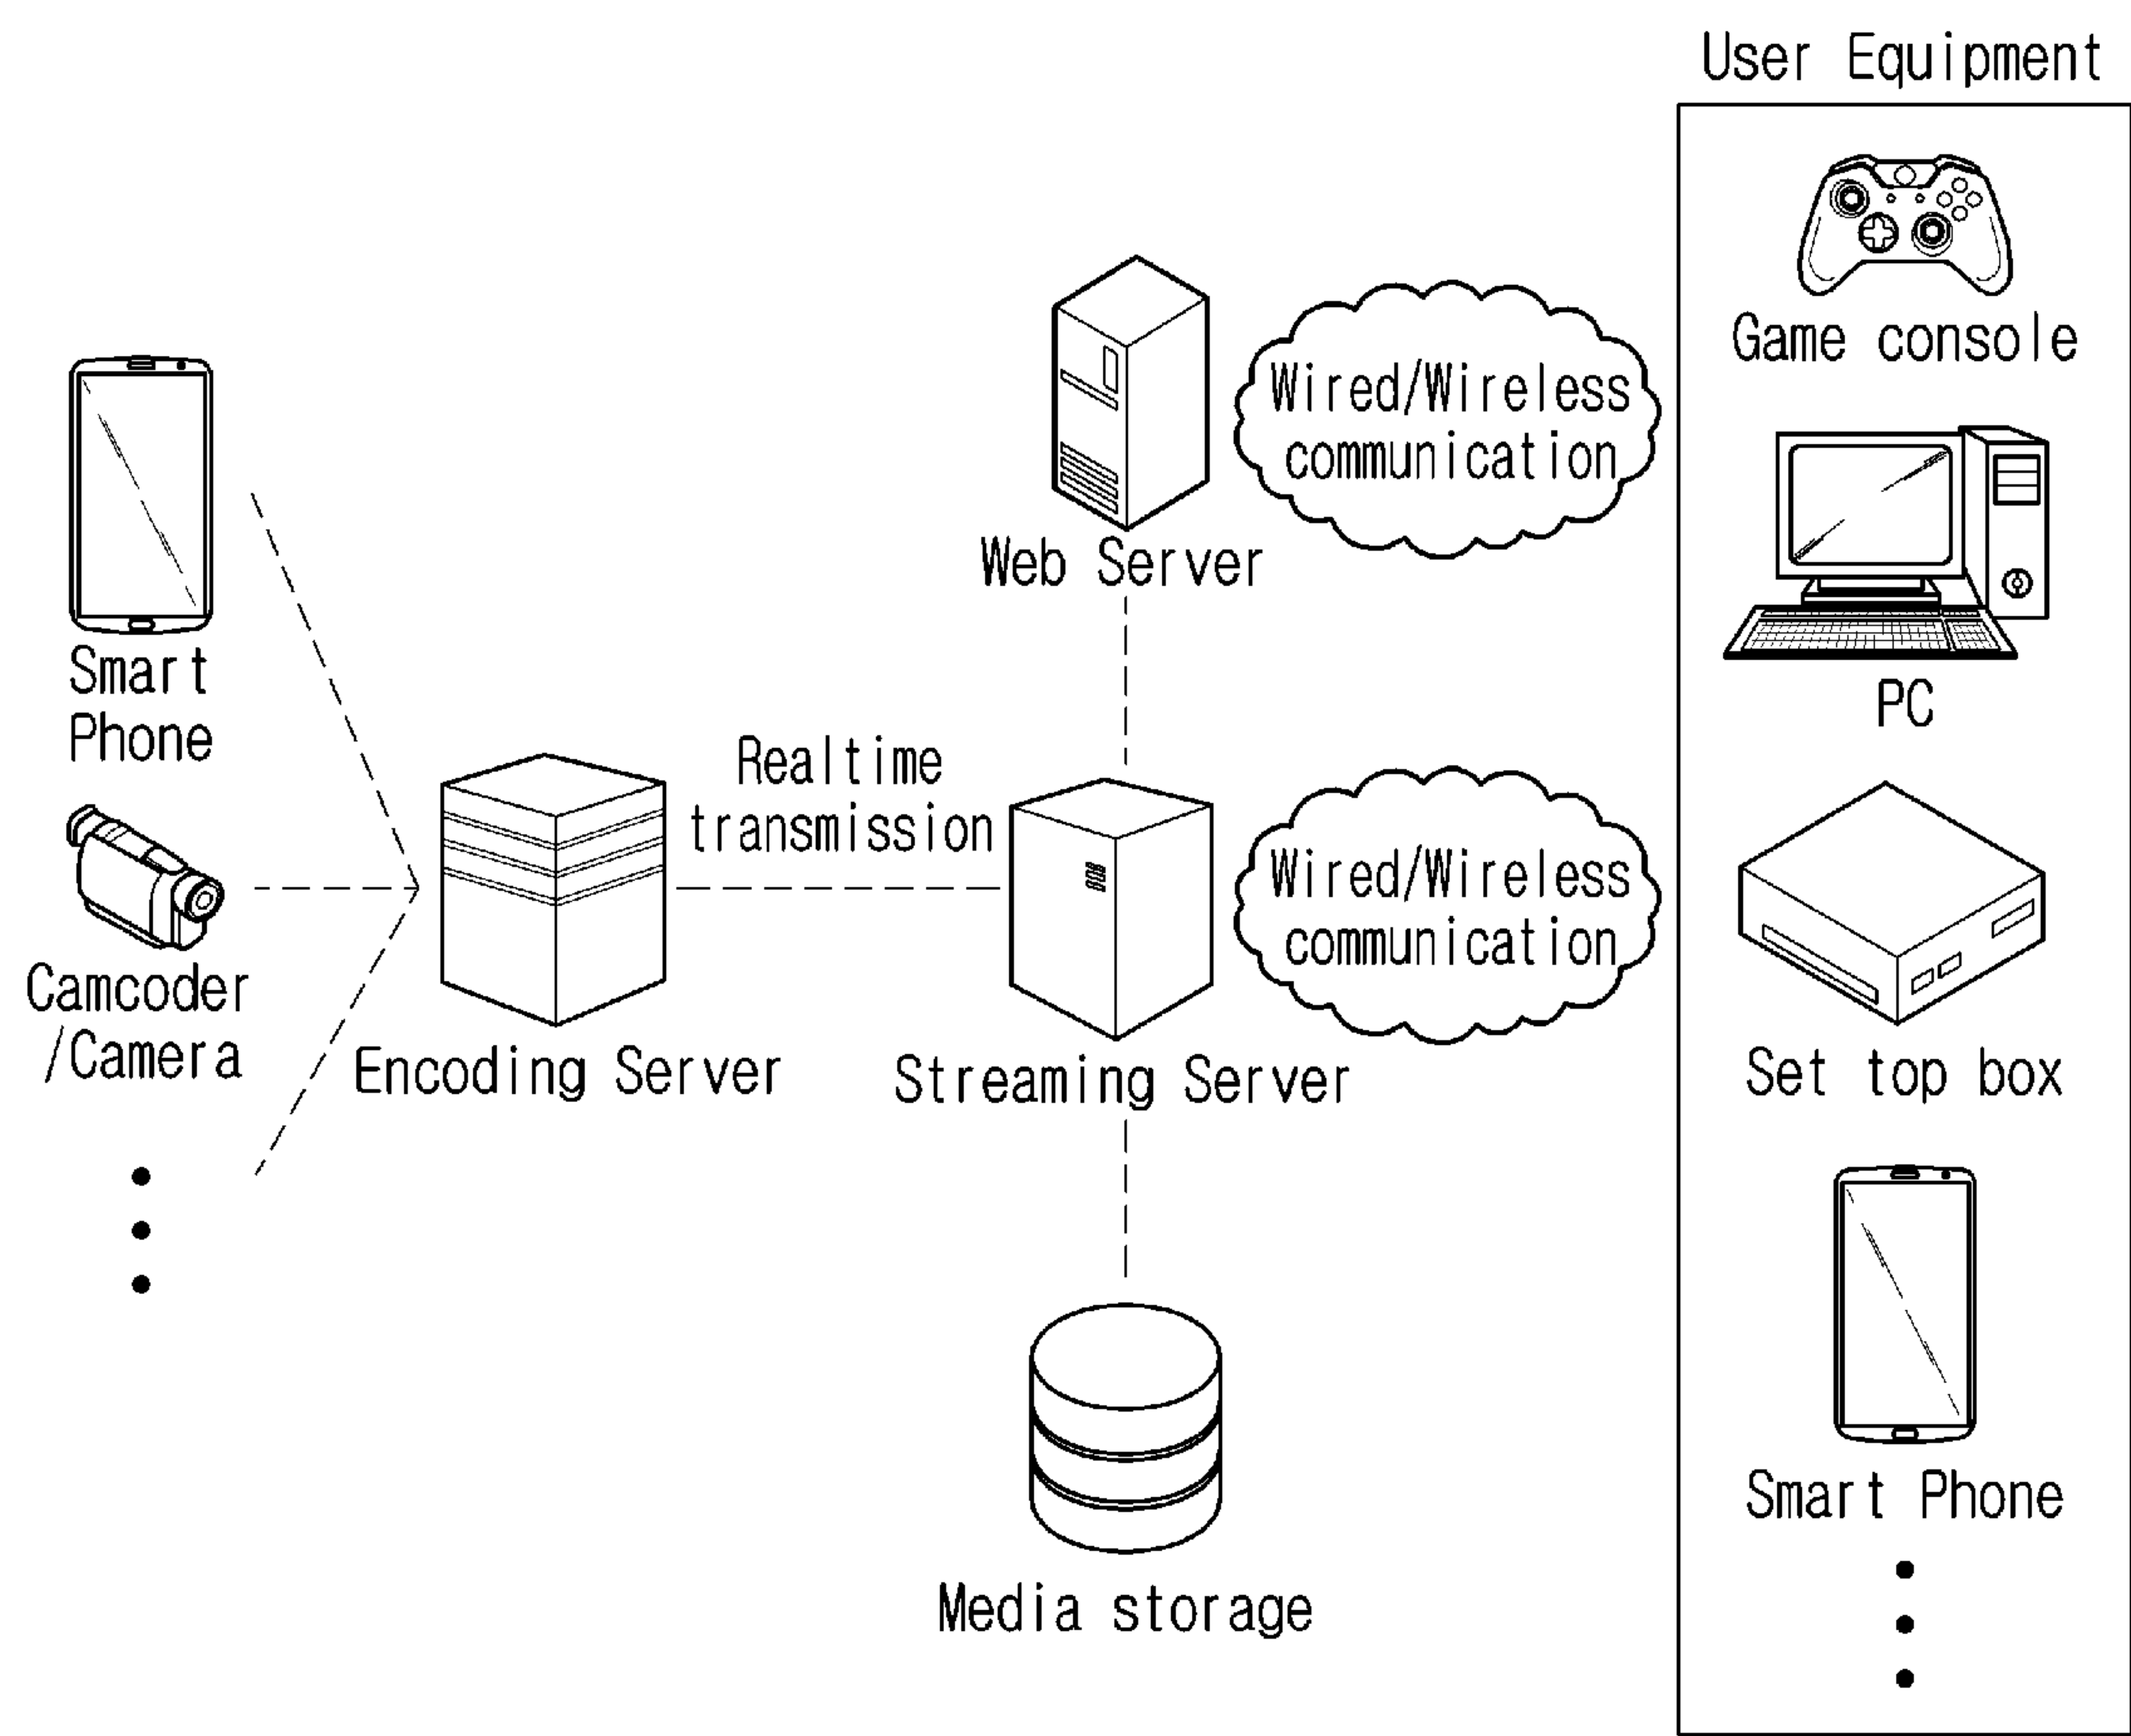 User Equipment
Game console
Wired/Wireless
communication
Web Server
Smart
Phone
PC
Realtime
transmission
Wired/Wireless
communication
Camcoder
/Camera
Encoding Server
Streaming Server
Set top box
Smart Phone
Media storage